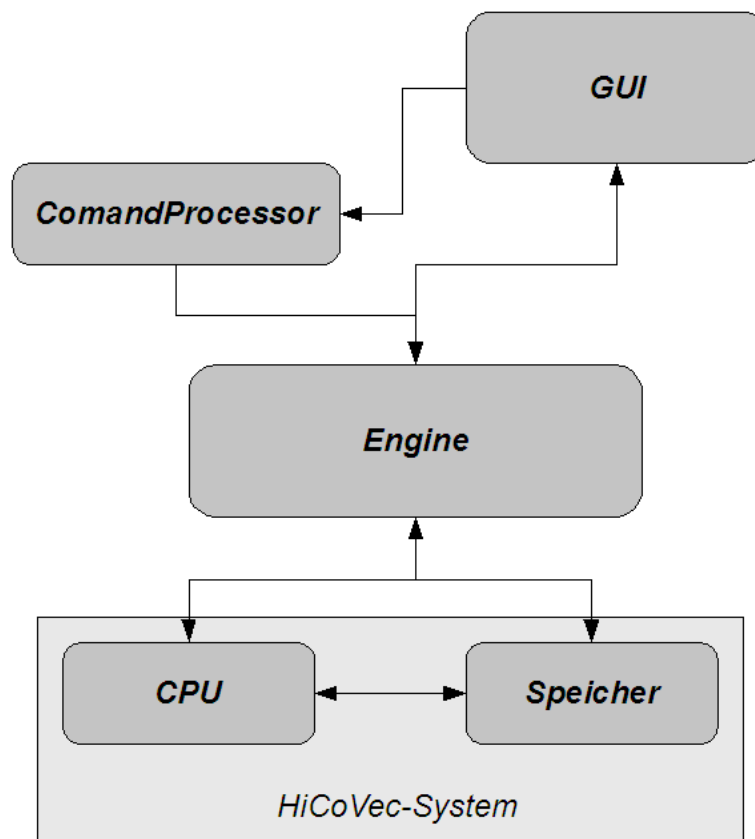 GUI
ComandProcessor
Engine
CPU
Speicher
HiCoVec-System